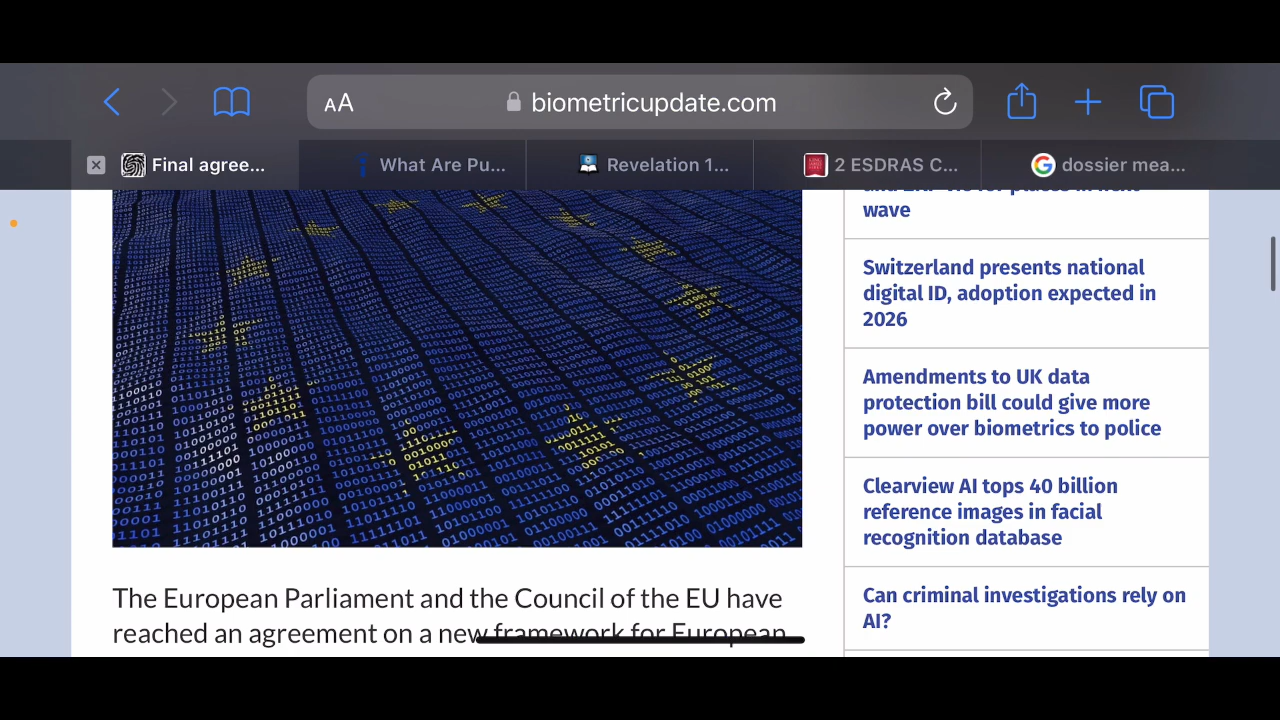 AA biometricupdate.com
Final agree... What Are Pu... Revelation 1... 2 ESDRAS C... dossier mea...
wave
Switzerland presents national
digital ID, adoption expected in
2026
Amendments to UK data
protection bill could give more
power over biometrics to police
Clearview AI tops 40 billion
reference images in facial
recognition database
Can criminal investigations rely on
AI?
The European Parliament and the Council of the EU have
reached an agreement on a new framework for European